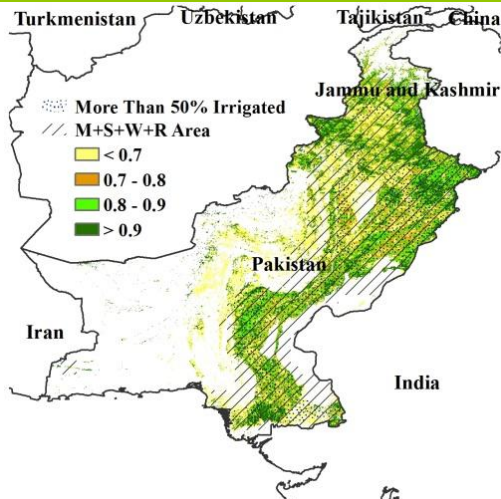 Turkmenistan
Uzbekistan
Tajikistan
China
Jammu and Kashmir
More Than 50% Irrigated
M+S+W+R Area
< 0.7
0.7 - 0.8
0.8 - 0.9
> 0.9
Pakistan
Iran
India